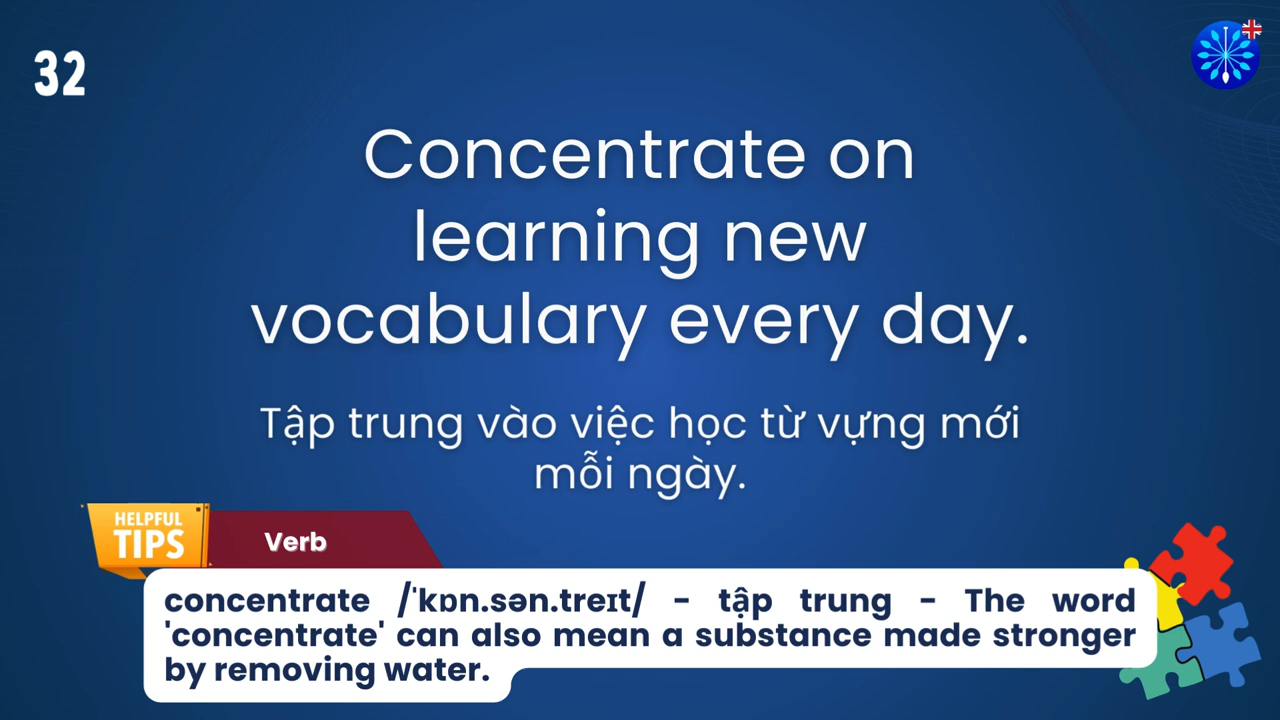 32
Concentrate on
learning new
vocabulary every day.
Tập trung vào việc học từ vựng mới
mỗi ngày.
HELPFUL
TIPS
Verb
concentrate /ˈkɒn.sən.treɪt/ - tập trung - The word
'concentrate' can also mean a substance made stronger
by removing water.